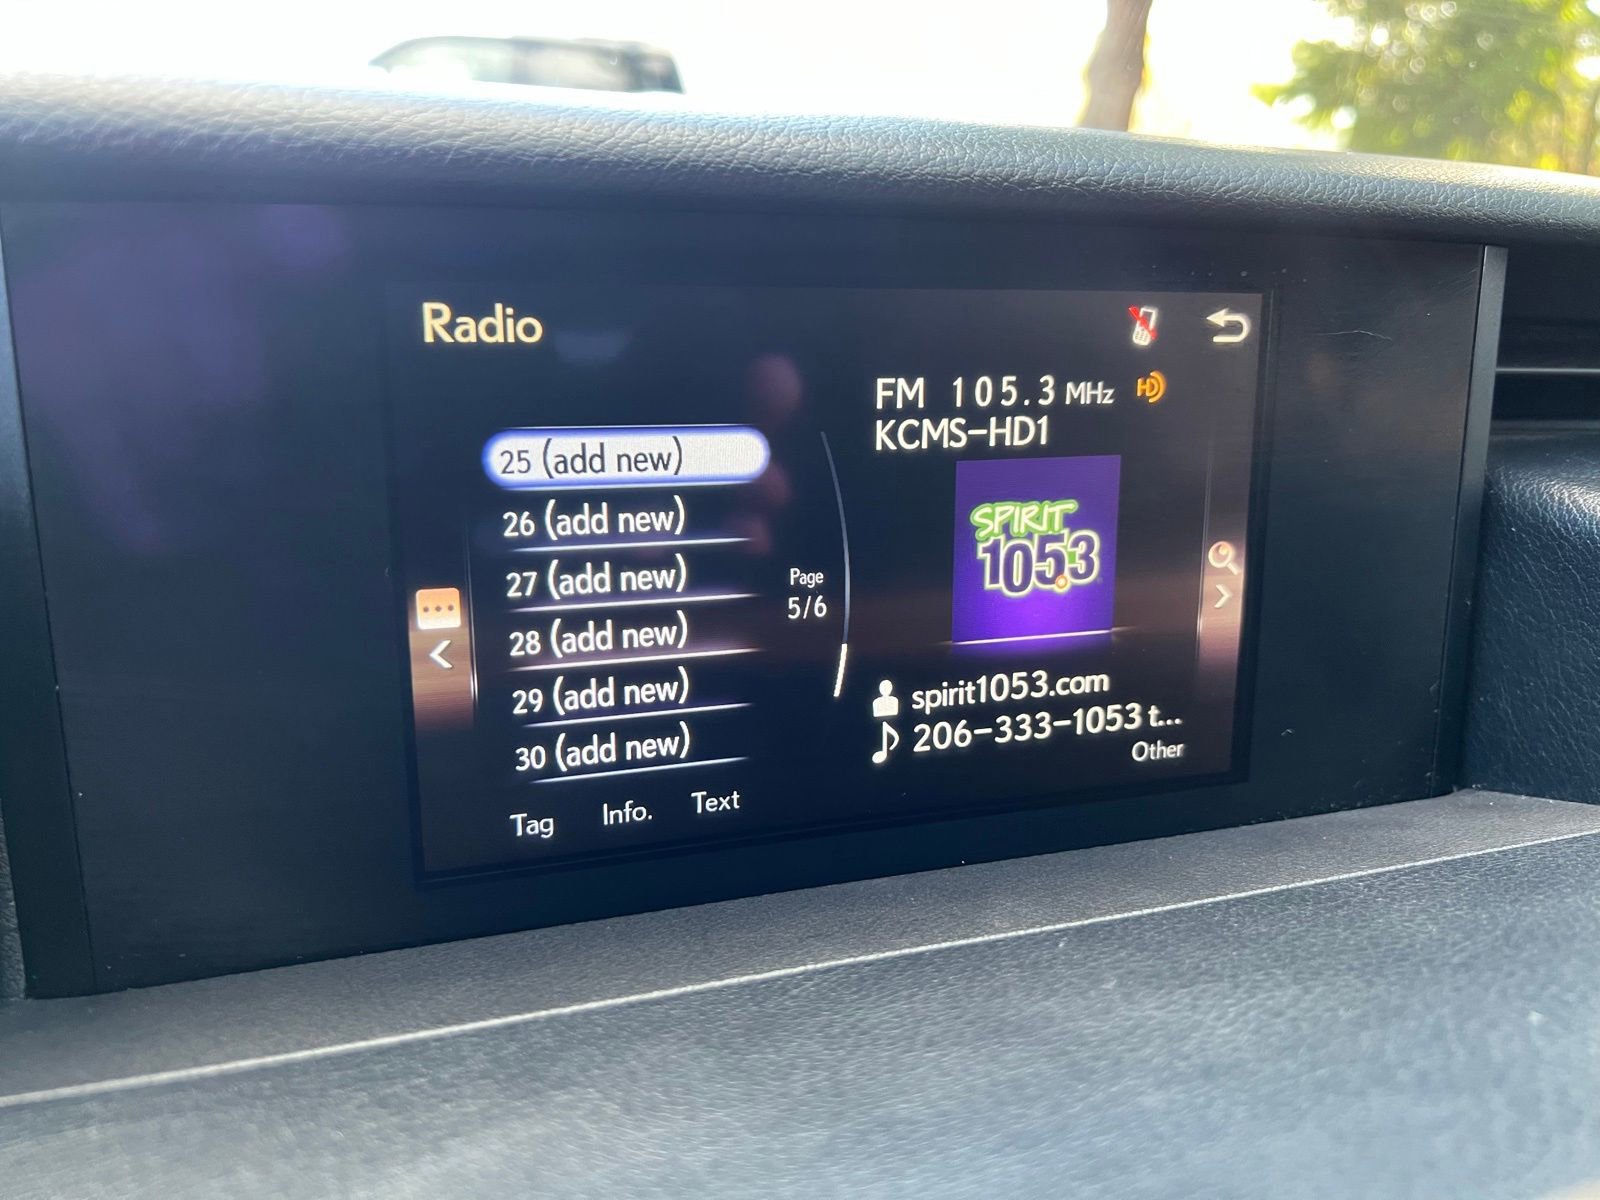 Radio
25 (add new)
26 (add new)
27 (add new)
28 (add new)
29 (add new)
30 (add new)
Page
5/6
Tag Info. Text
FM 105.3 MHz HD
KCMS-HD1
SPIRIT
105.3
spirit1053.com
206-333-1053 t...
Other